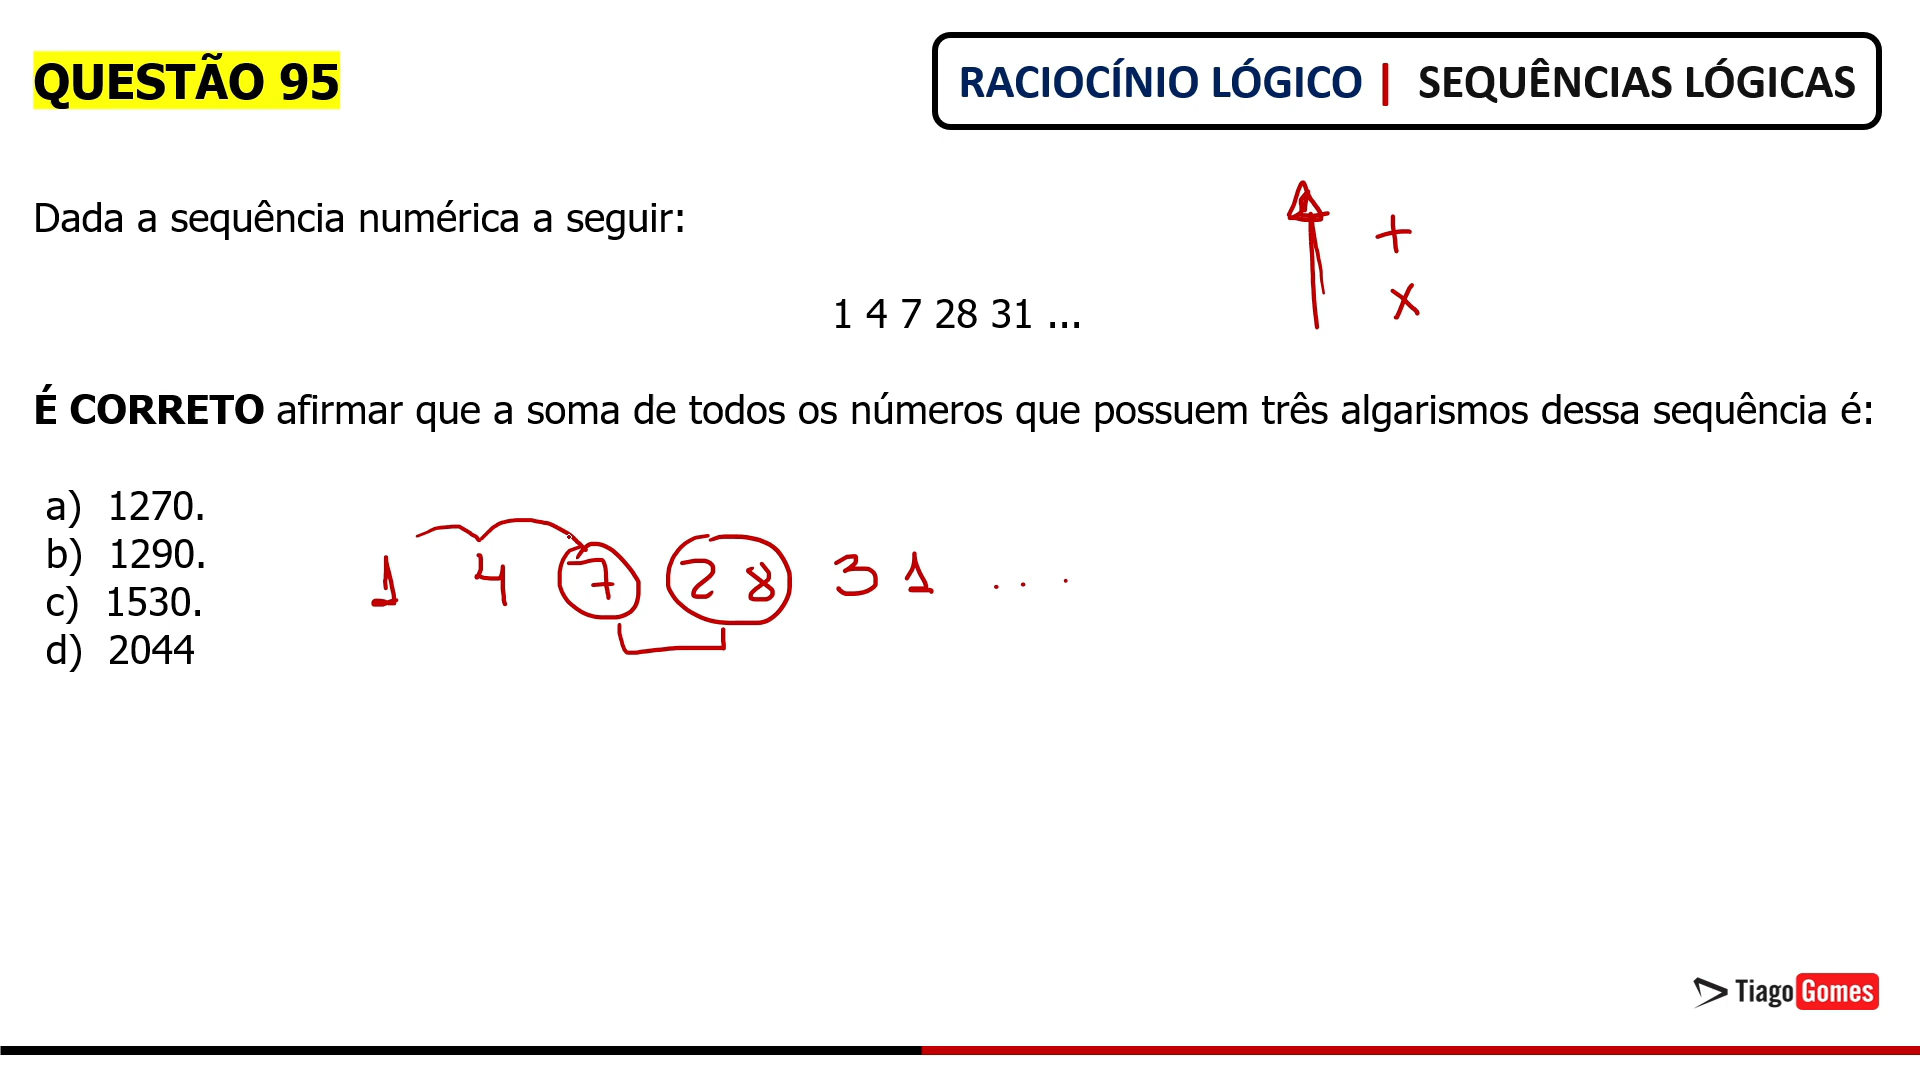 QUESTÃO 95
RACIOCÍNIO LÓGICO | SEQUÊNCIAS LÓGICAS
Dada a sequência numérica a seguir:
+
x
1 4 7 28 31 ...
É CORRETO afirmar que a soma de todos os números que possuem três algarismos dessa sequência é:
a) 1270.
b) 1290.
c) 1530.
d) 2044
1 4 7 28 31 ...
Tiago Gomes